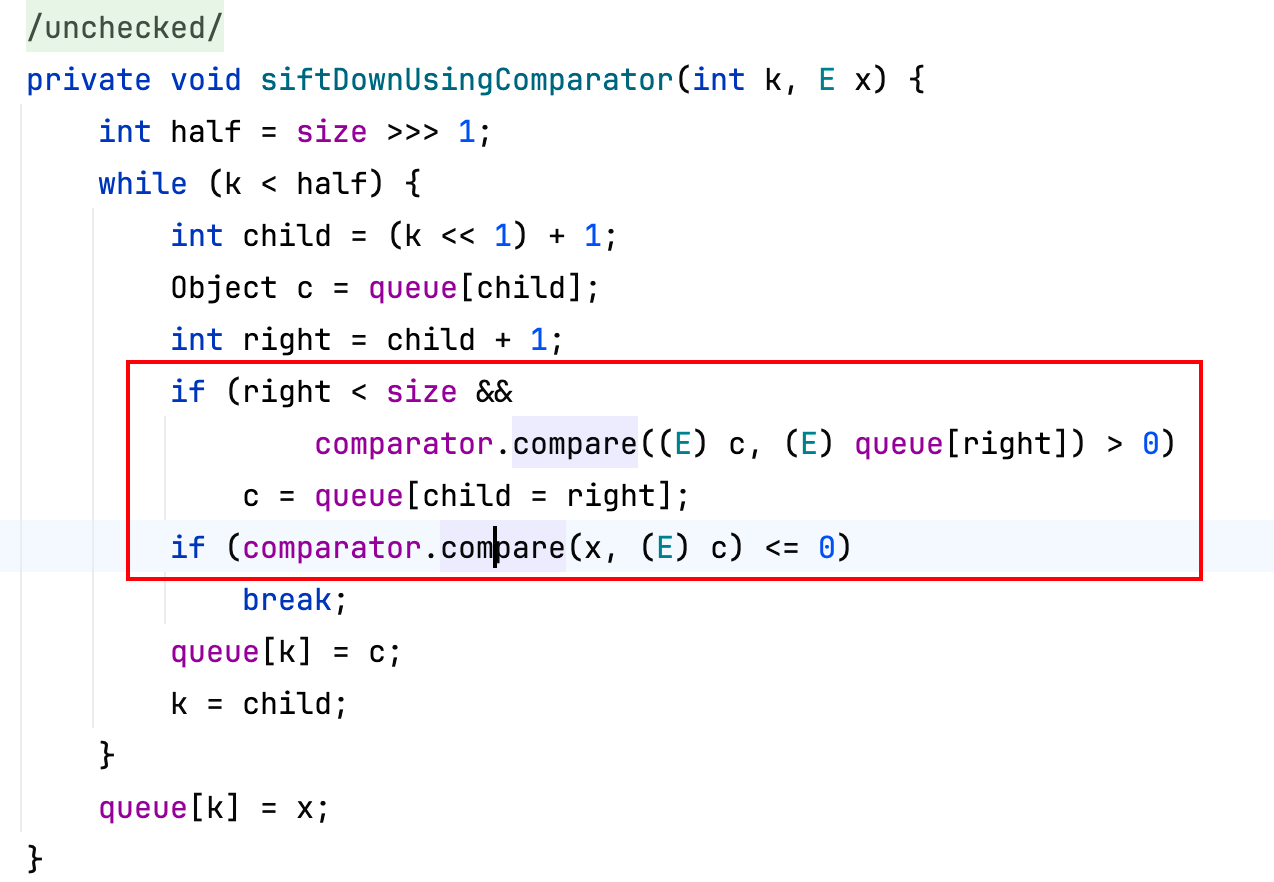 /unchecked/
private void siftDownUsingComparator(int k, E x) {
    int half = size >>> 1;
    while (k < half) {
        int child = (k << 1) + 1;
        Object c = queue[child];
        int right = child + 1;
        if (right < size &&
                comparator.compare((E) c, (E) queue[right]) > 0)
            c = queue[child = right];
        if (comparator.compare(x, (E) c) <= 0)
            break;
        queue[k] = c;
        k = child;
    }
    queue[k] = x;
}